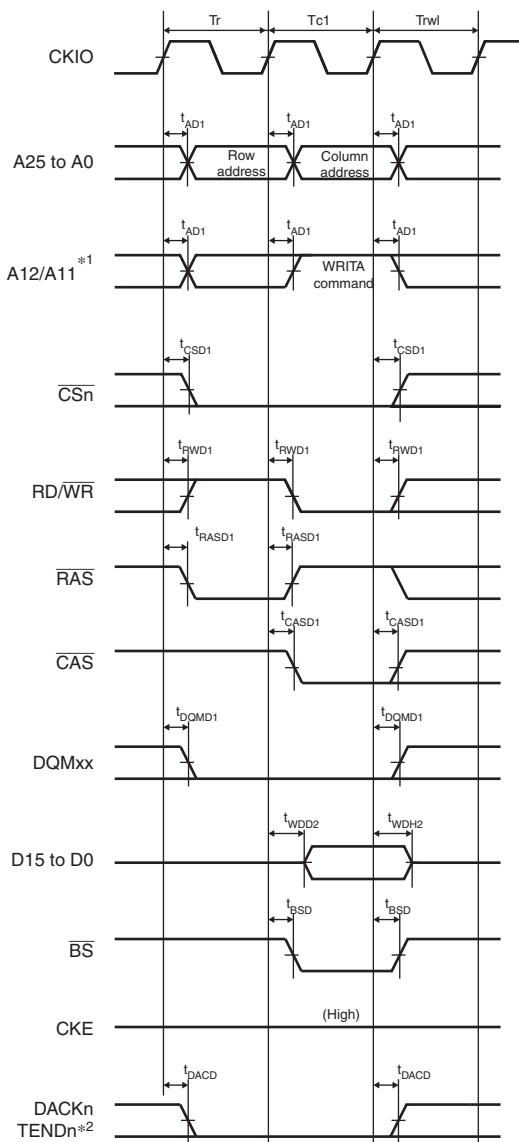 Tr Tc1 Trwl
CKIO
tAD1 tAD1 tAD1
A25 to A0
Row address
Column address
tAD1 tAD1 tAD1
A12/A11 *1
WRITA command
tCSD1 tCSD1
CSn
tRWD1 tRWD1 tRWD1
RD/WR
tRASD1 tRASD1
RAS
tCASD1 tCASD1
CAS
tDQMD1 tDQMD1
DQMxx
tWDD2 tWDH2
D15 to D0
tBSD tBSD
BS
(High)
CKE
tDACD tDACD
DACKn
TENDn*2